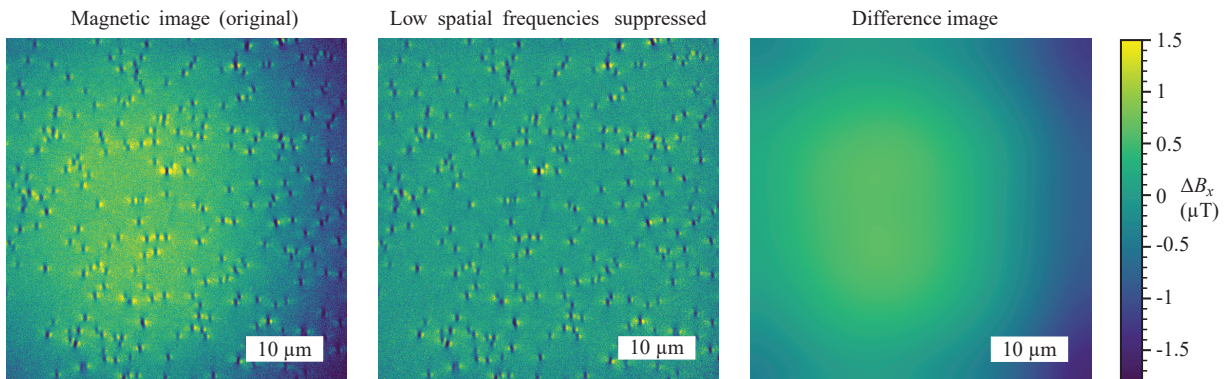 Magnetic image (original)
Low spatial frequencies suppressed
Difference image
10 µm
10 µm
10 µm
1.5
1
0.5
0
-0.5
-1
-1.5
ΔBx
(µT)